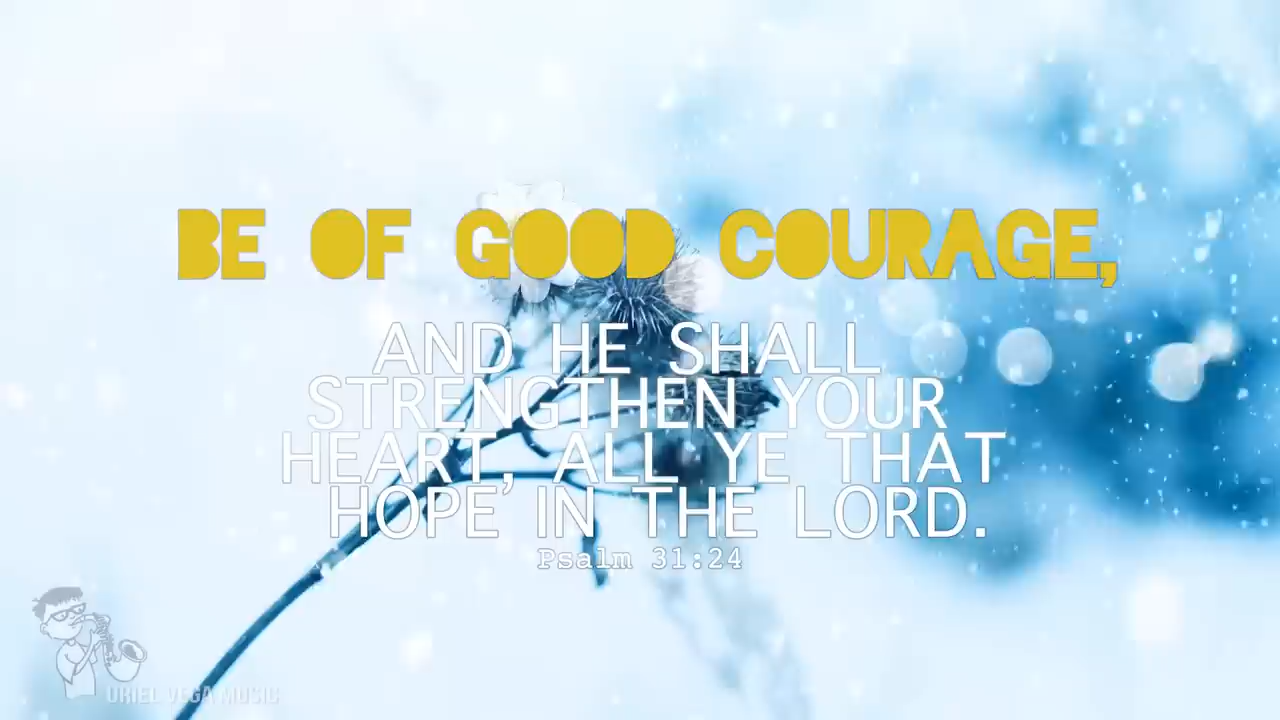 BE OF GOOD COURAGE,
AND HE SHALL
STRENGTHEN YOUR
HEART, ALL YE THAT
HOPE IN THE LORD.
Psalm 31:24
URIEL VEGA MUSIC